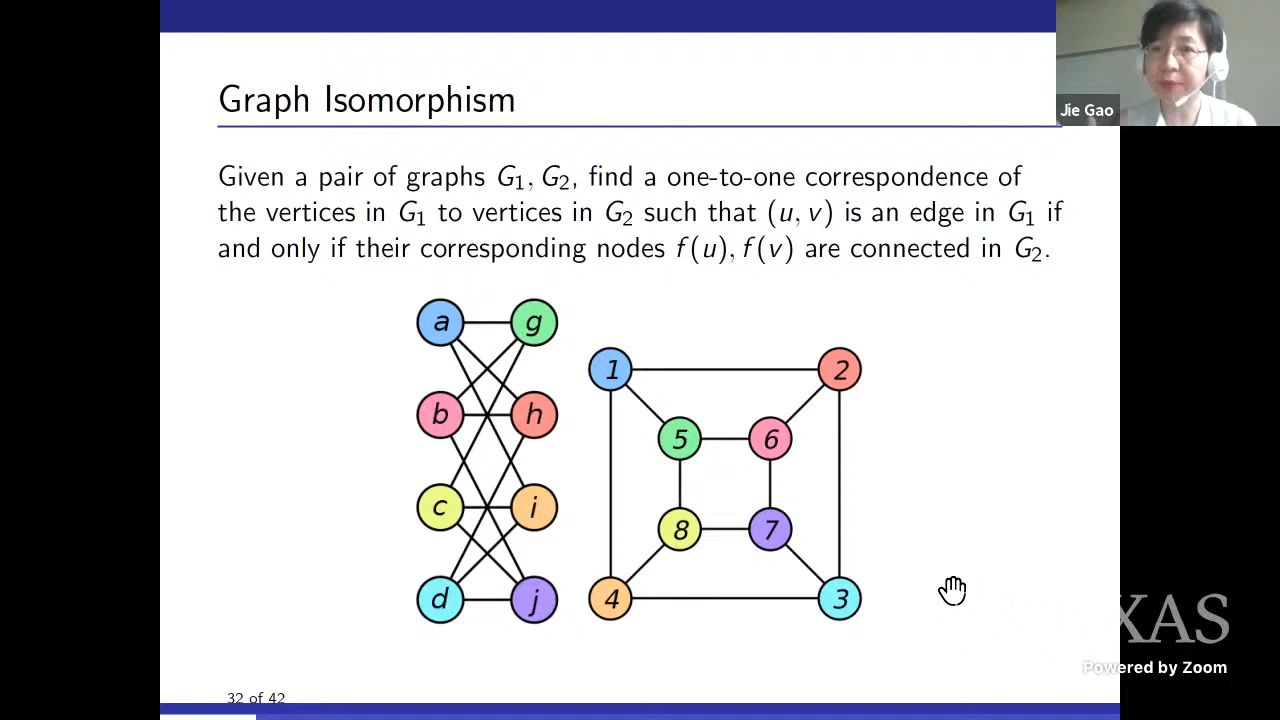 Jie Gao
Graph Isomorphism
Given a pair of graphs G₁, G₂, find a one-to-one correspondence of
the vertices in G₁ to vertices in G₂ such that (u, v) is an edge in G₁ if
and only if their corresponding nodes f(u), f(v) are connected in G₂.
a g
b h
c i
d j
1 2
5 6
8 7
4 3
XAS
Powered by Zoom
32 of 42